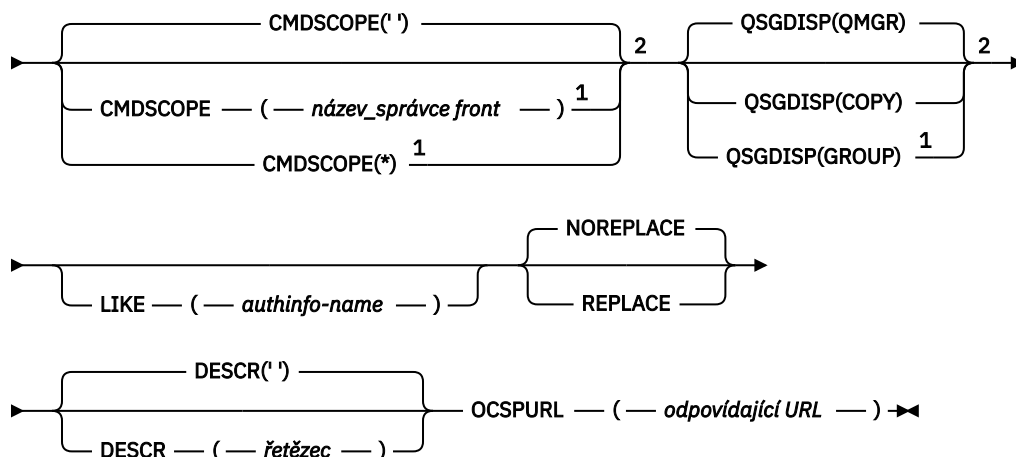 CMDSCOPE(' ')
2
CMDSCOPE ( název_správce front ) 1
CMDSCOPE(*) 1
QSGDISP(QMGR)
2
QSGDISP(COPY)
QSGDISP(GROUP) 1
LIKE ( authinfo-name )
NOREPLACE
REPLACE
DESCR(' ')
DESCR ( řetězec )
OCSPURL ( odpovídající URL )